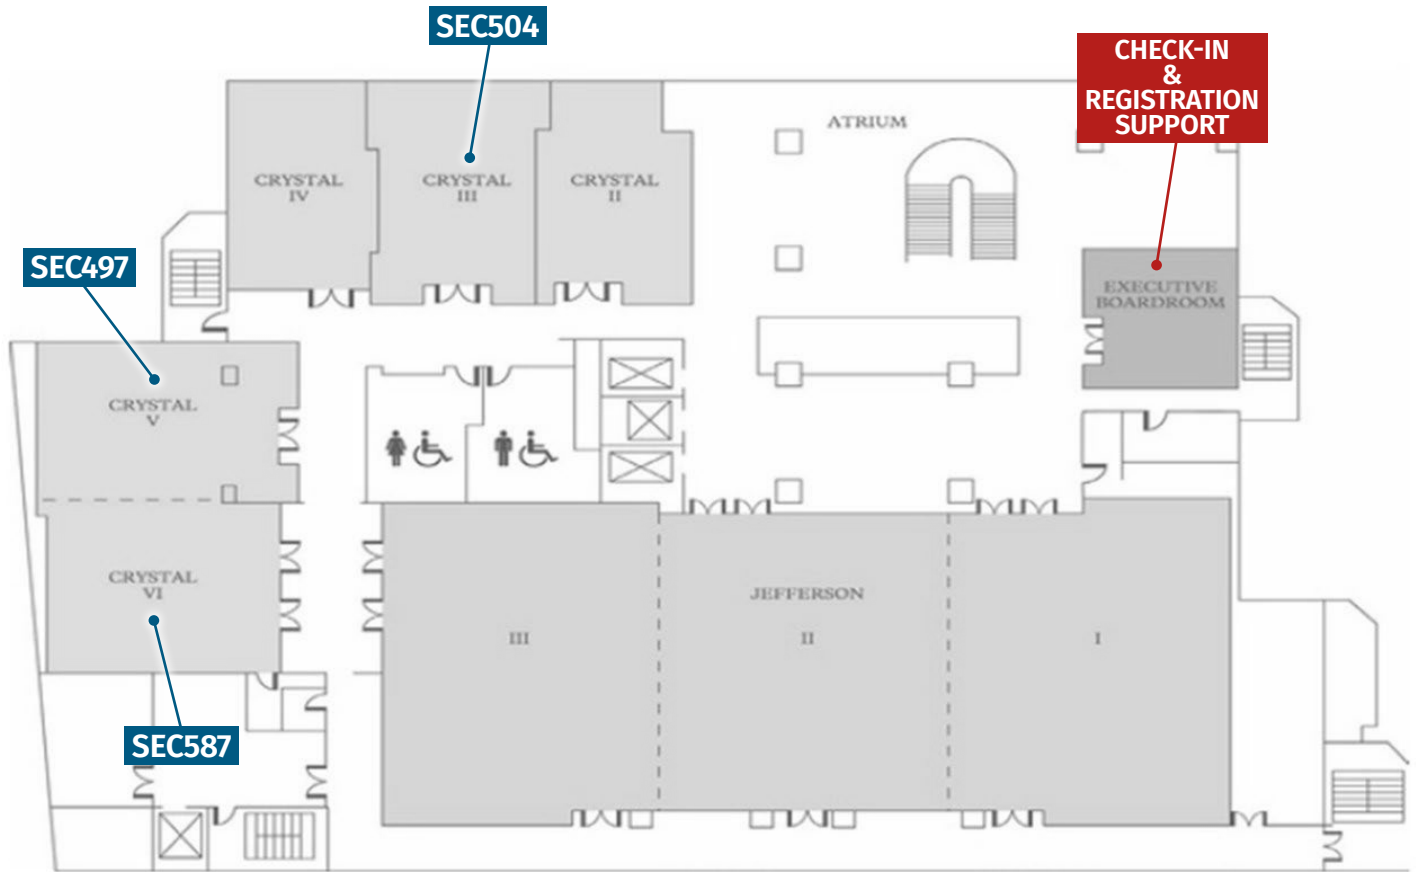 SEC504
CHECK-IN
&
REGISTRATION
SUPPORT
ATRIUM
CRYSTAL
IV
CRYSTAL
III
CRYSTAL
II
SEC497
EXECUTIVE
BOARDROOM
CRYSTAL
V
CRYSTAL
VI
JEFFERSON
III
II
I
SEC587